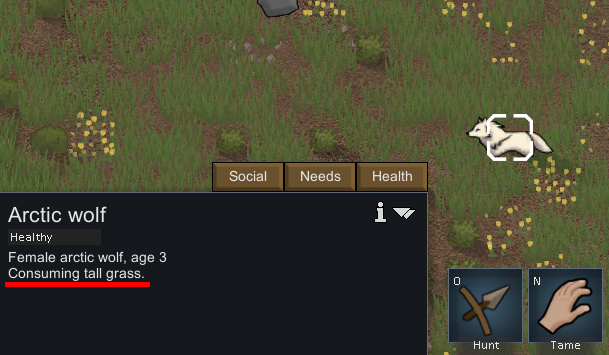 Social Needs Health
Arctic wolf
Healthy
Female arctic wolf, age 3
Consuming tall grass.
O N
Hunt Tame